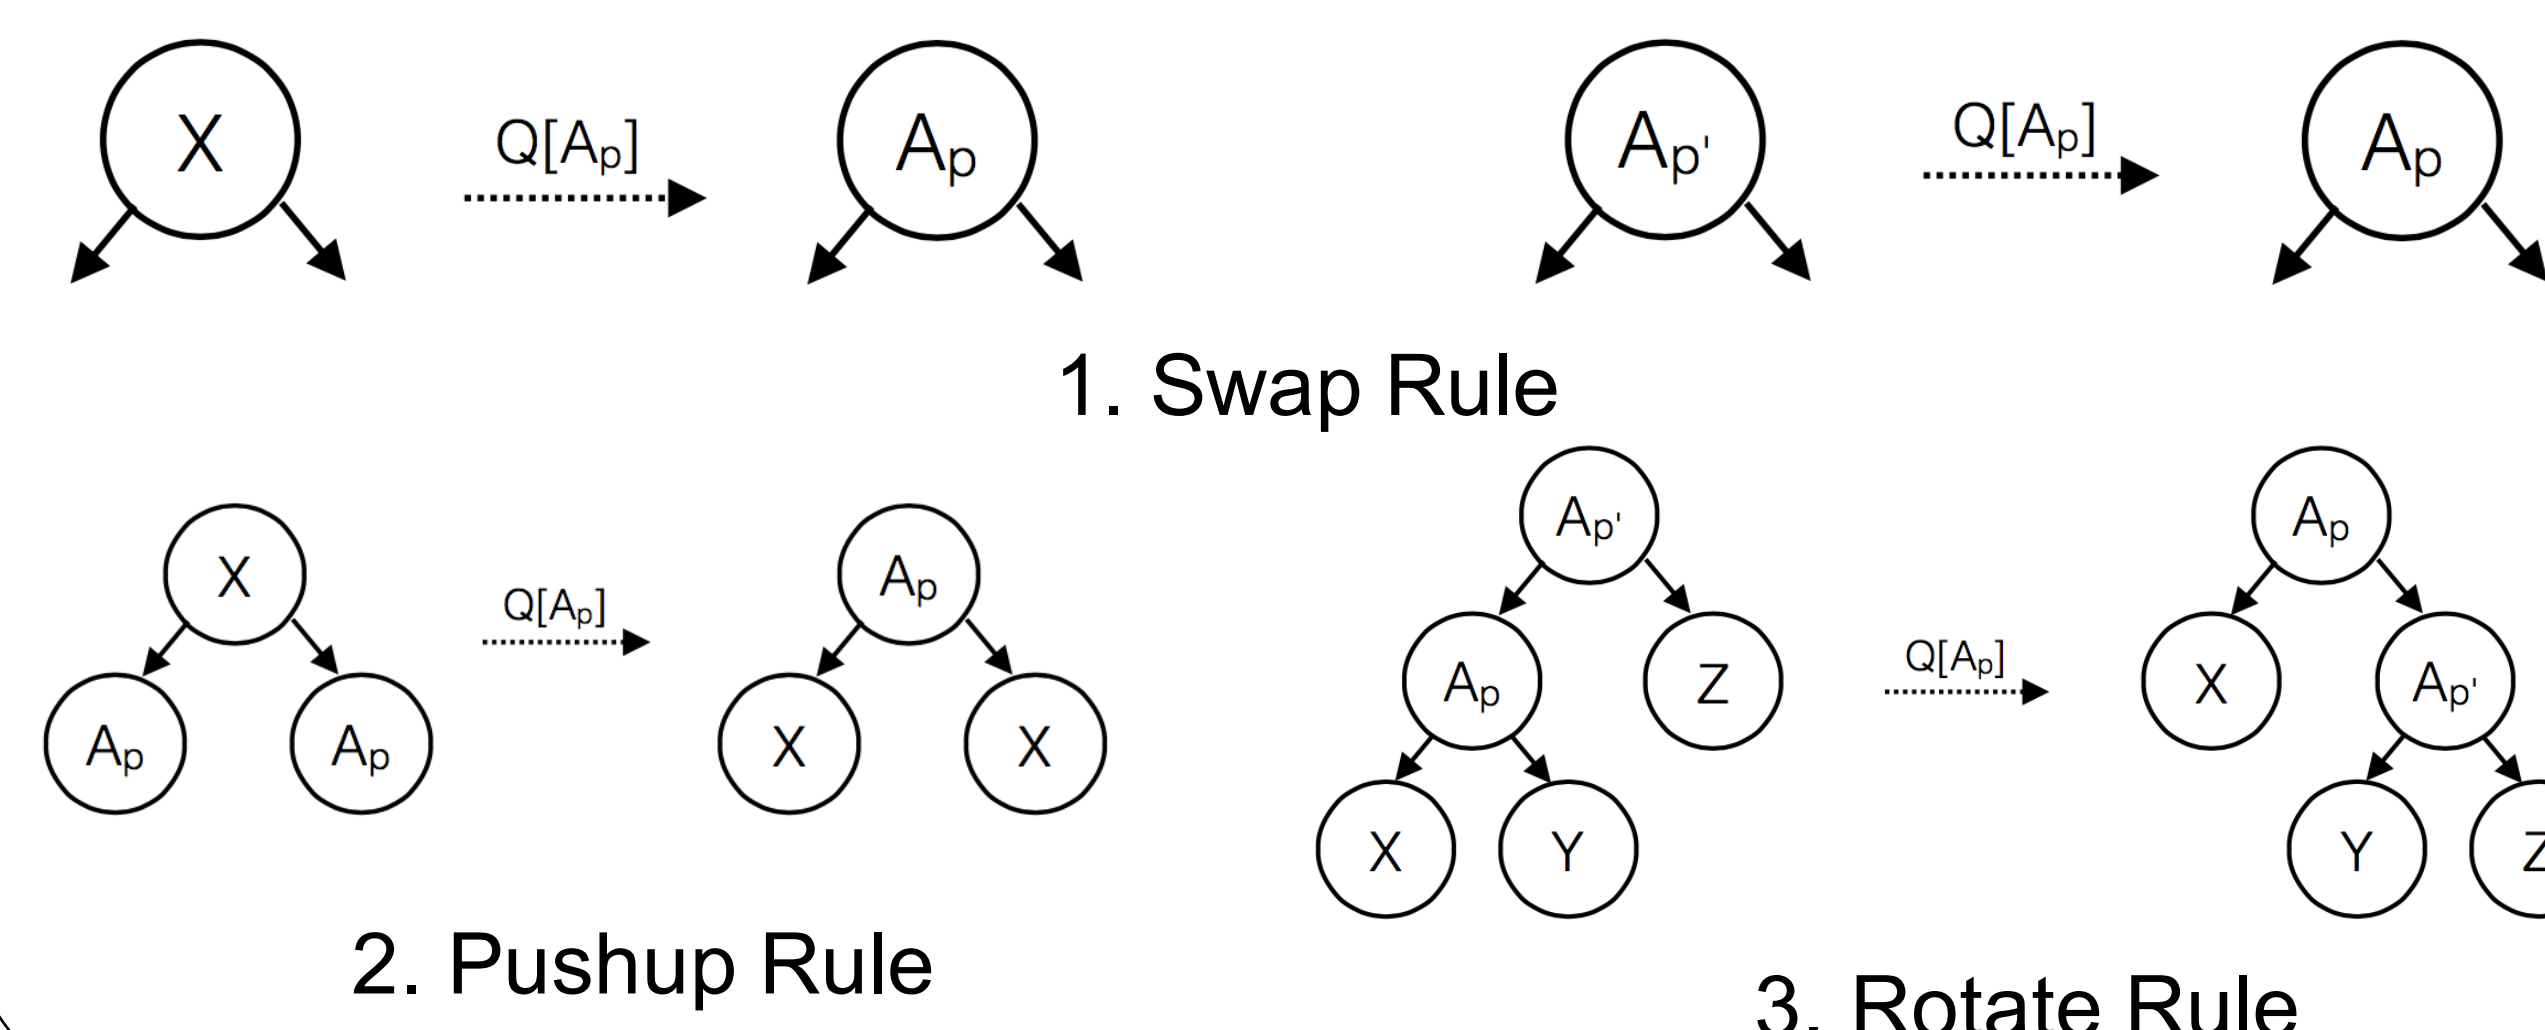 X
Q[Ap]
Ap
Ap'
Q[Ap]
Ap
1. Swap Rule
X
Ap
Ap
Q[Ap]
Ap
X
X
2. Pushup Rule
Ap'
Ap
Z
X
Y
Q[Ap]
Ap
X
Ap'
Y
Z
3. Rotate Rule